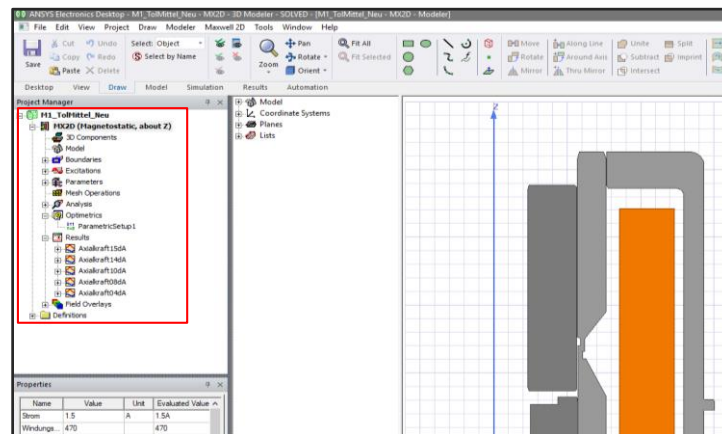 ANSYS Electronics Desktop - M1_TolMittel_Neu - MX2D - 3D Modeler - SOLVED - [M1_TolMittel_Neu - MX2D - Modeler]
File Edit View Project Draw Modeler Maxwell 2D Tools Window Help
Save
Cut Undo
Copy Redo
Paste Delete
Select: Object
Select by Name
Zoom
Pan
Rotate
Orient
Fit All
Fit Selected
Move Along Line Unite Split
Rotate Around Axis Subtract Imprint
Mirror Thru Mirror Intersect
Desktop View Draw Model Simulation Results Automation
Project Manager
M1_TolMittel_Neu
MX2D (Magnetostatic, about Z)
3D Components
Model
Boundaries
Excitations
Parameters
Mesh Operations
Analysis
Optimetrics
ParametricSetup1
Results
Axialkraft15dA
Axialkraft14dA
Axialkraft10dA
Axialkraft08dA
Axialkraft04dA
Field Overlays
Definitions
Model
Coordinate Systems
Planes
Lists
Z
Properties
Name Value Unit Evaluated Value
Strom 1.5 A 1.5A
Windungs... 470 470